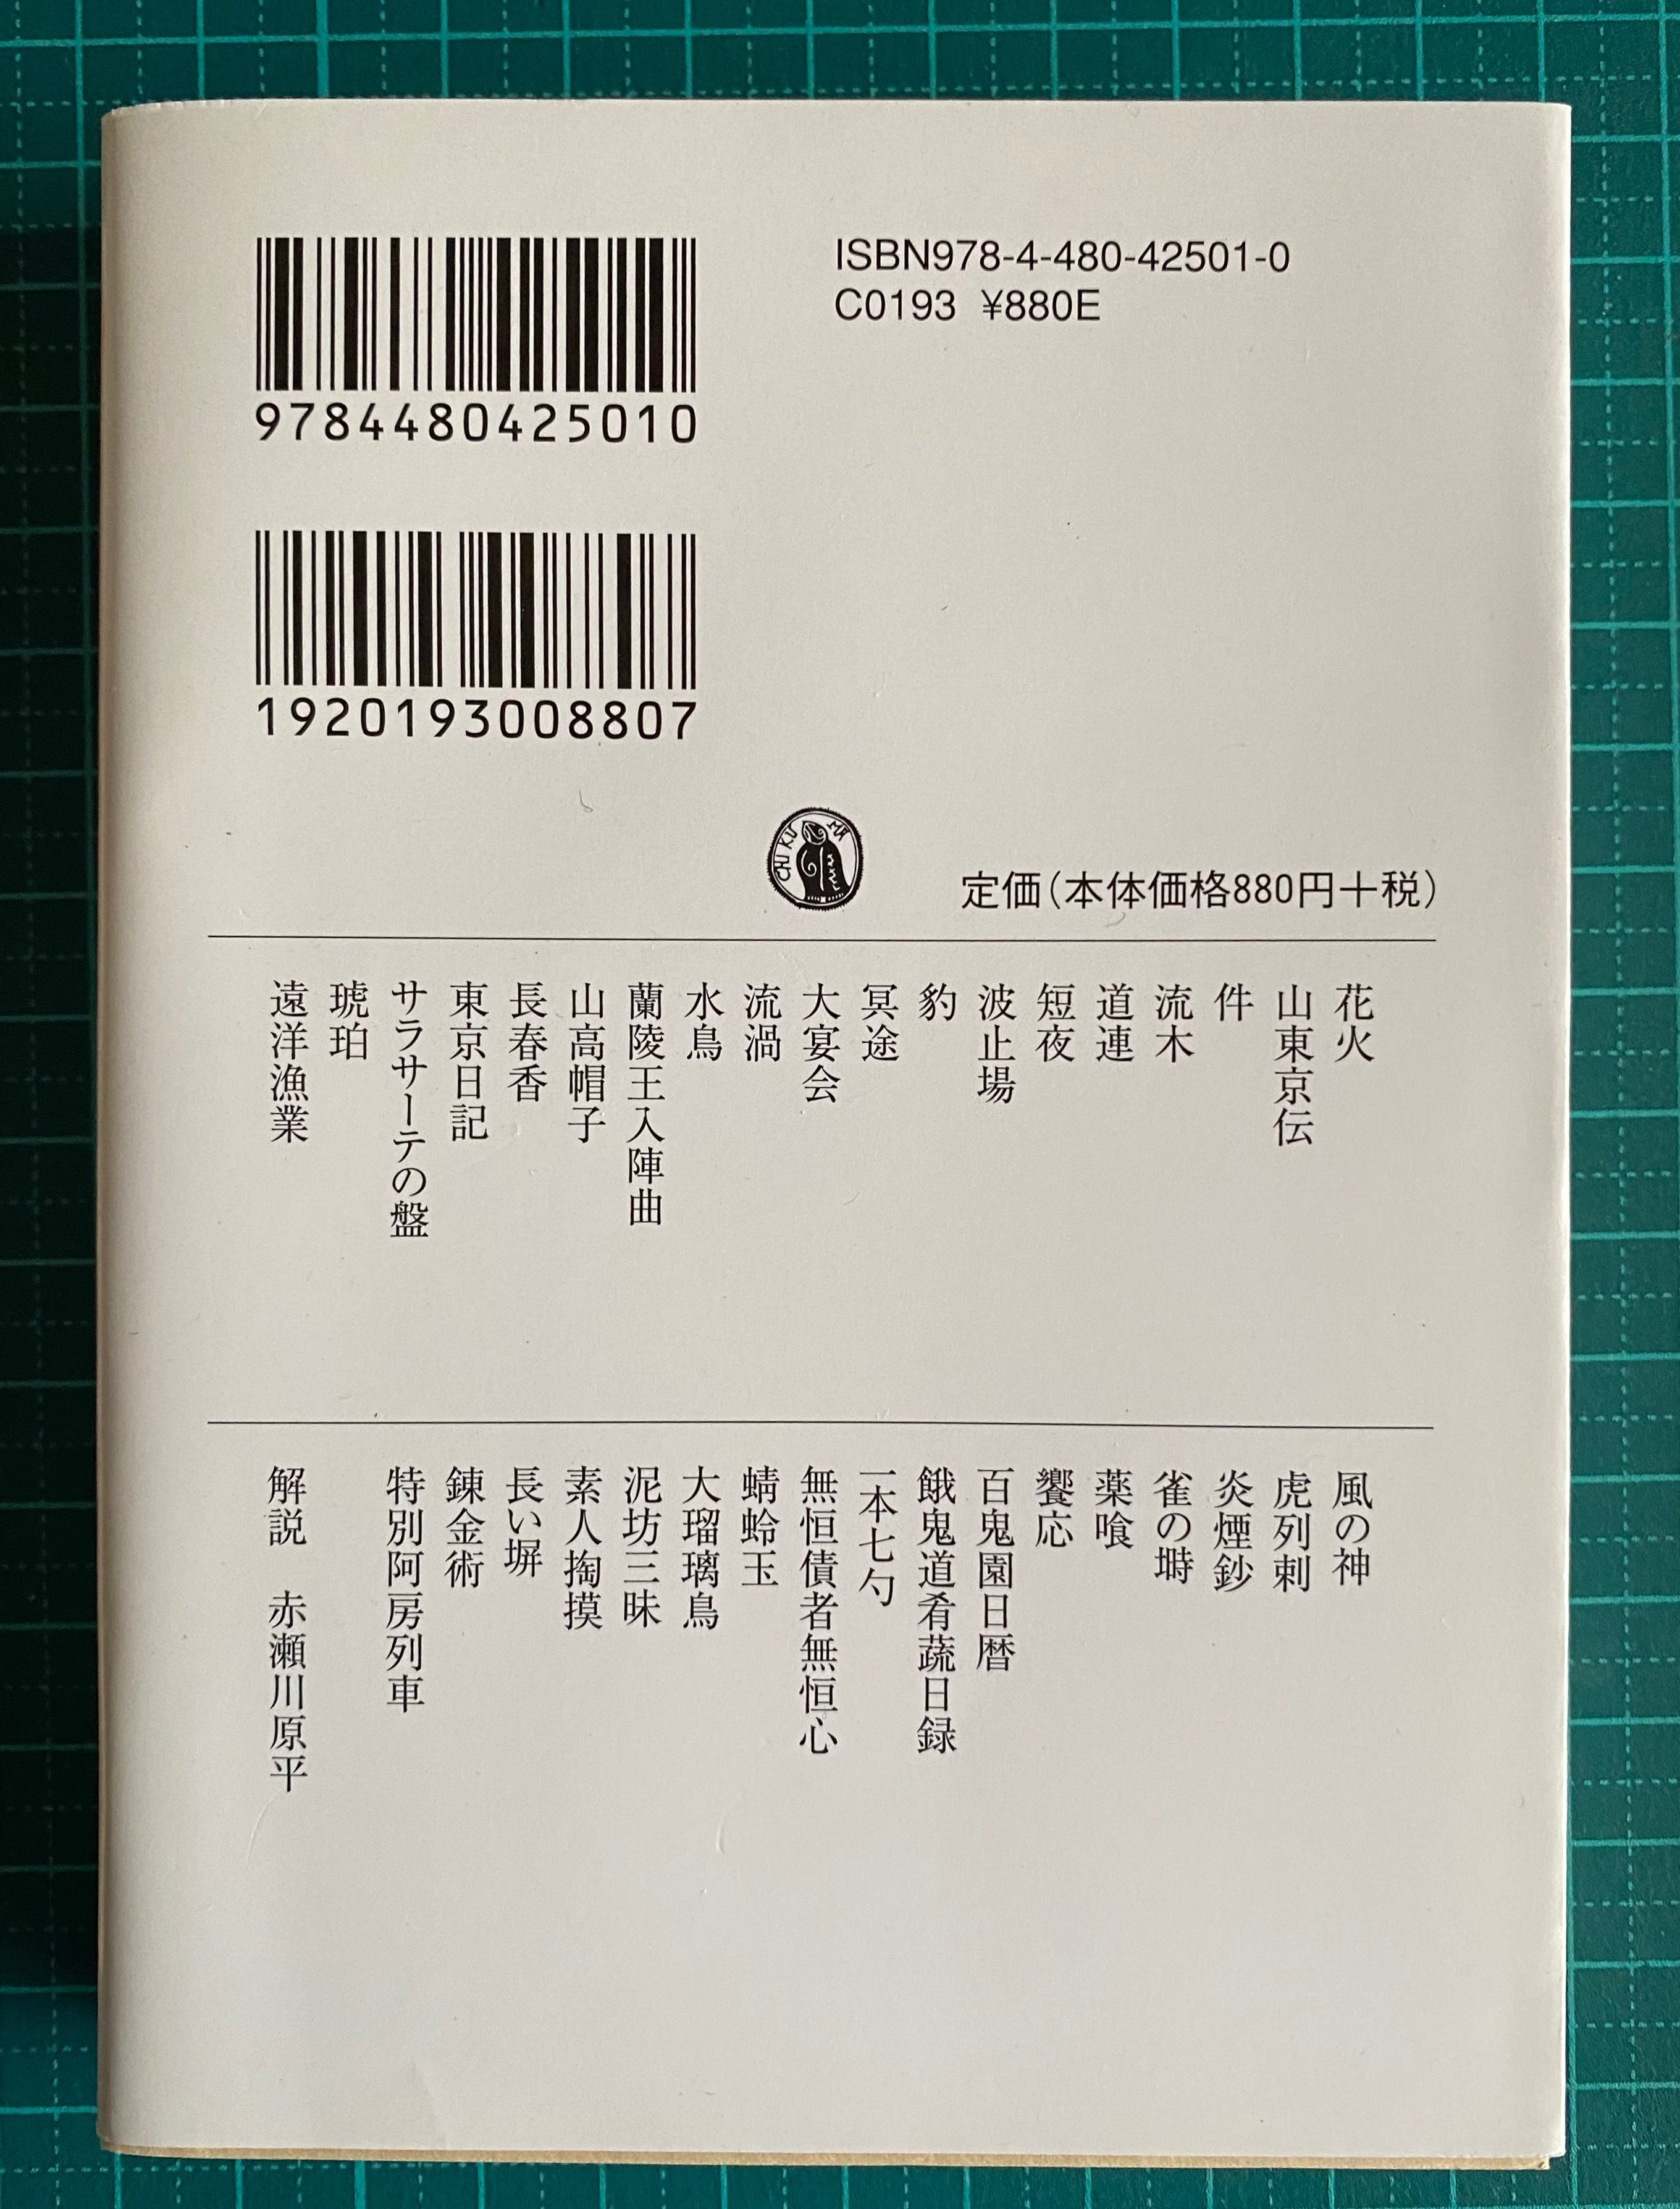 ISBN978-4-480-42501-0
C0193 ¥880E
9784480425010
1920193008807
CHIKUMA
定価(本体価格880円+税)
花火
山東京伝
件
流木
道連
短夜
波止場
豹
冥途
大宴会
流渦
水鳥
蘭陵王入陣曲
山高帽子
長春香
東京日記
サラサーテの盤
琥珀
遠洋漁業
風の神
虎列剌
炎煙鈔
雀の塒
薬喰
饗応
百鬼園日暦
餓鬼道肴蔬目録
一本七勺
無恒債者無恒心
蜻蛉玉
大瑠璃鳥
泥坊三昧
素人掏摸
長い塀
錬金術
特別阿房列車
解説 赤瀬川原平